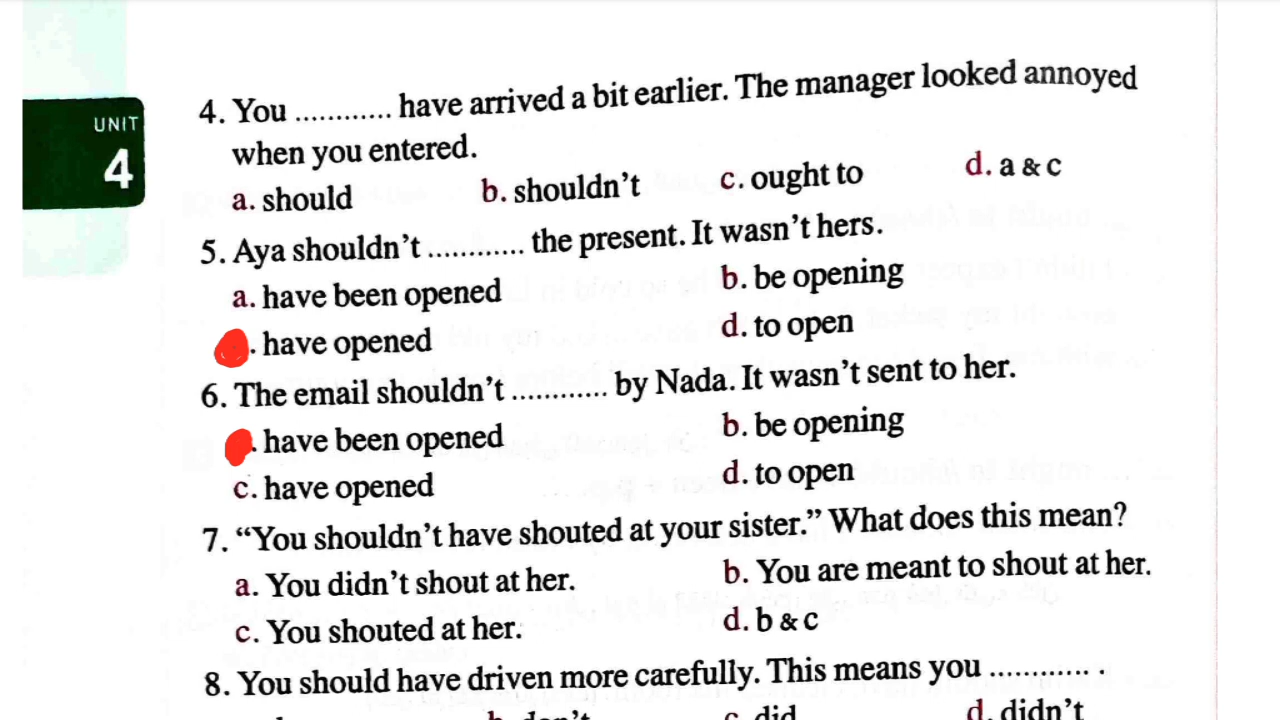 UNIT
4
4. You ............ have arrived a bit earlier. The manager looked annoyed
when you entered.
a. should b. shouldn't c. ought to d. a & c
5. Aya shouldn't ............ the present. It wasn't hers.
a. have been opened b. be opening
. have opened d. to open
6. The email shouldn't ............ by Nada. It wasn't sent to her.
. have been opened b. be opening
c. have opened d. to open
7. “You shouldn't have shouted at your sister.” What does this mean?
a. You didn't shout at her. b. You are meant to shout at her.
c. You shouted at her. d. b & c
8. You should have driven more carefully. This means you ..............
b. don't c. did d. didn't